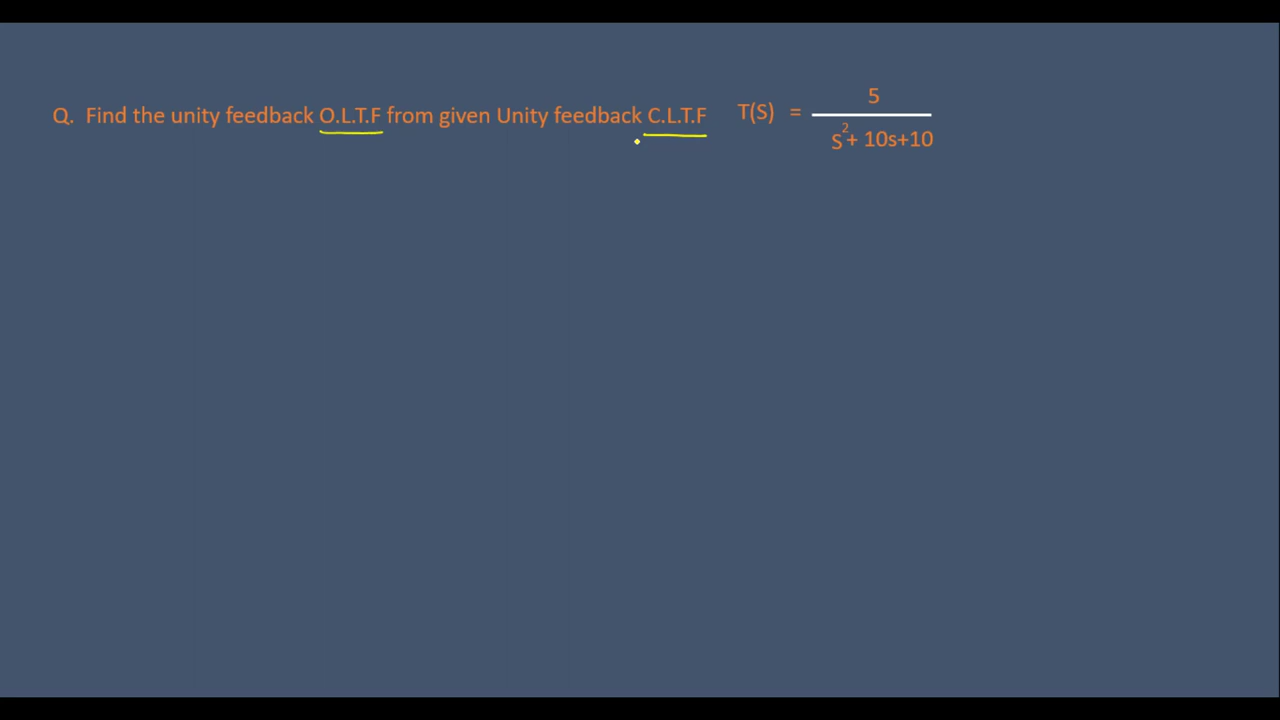 Q. Find the unity feedback O.L.T.F from given Unity feedback C.L.T.F T(S) = 5
S²+ 10s+10